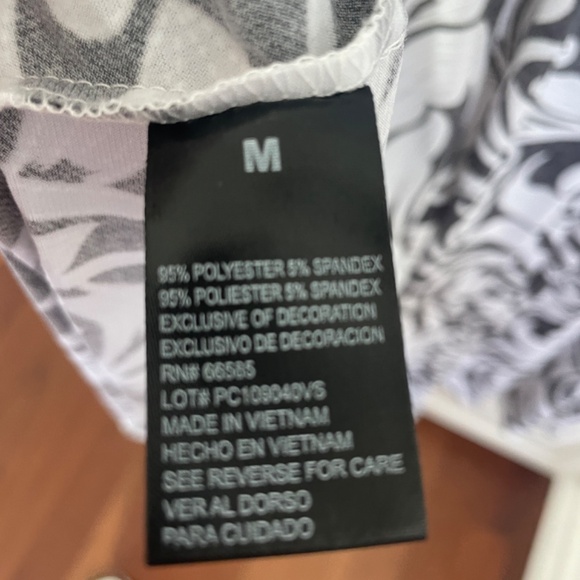 M
95% POLYESTER 5% SPANDEX
95% POLIESTER 5% SPANDEX
EXCLUSIVE OF DECORATION
EXCLUSIVO DE DECORACION
RN# 66585
LOT# PC109040VS
MADE IN VIETNAM
HECHO EN VIETNAM
SEE REVERSE FOR CARE
VER AL DORSO
PARA CUIDADO